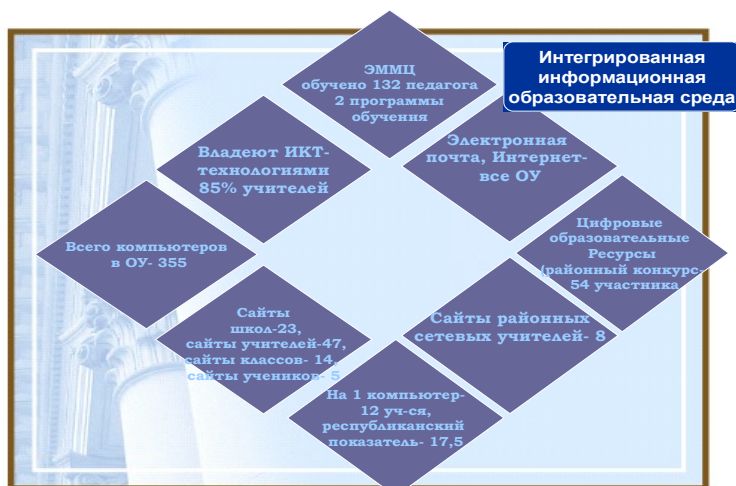 Интегрированная
информационная
образовательная среда
ЭММЦ
обучено 132 педагога
2 программы
обучения
Владеют ИКТ-
технологиями
85% учителей
Электронная
почта, Интернет-
все ОУ
Всего компьютеров
в ОУ- 355
Цифровые
образовательные
Ресурсы
(районный конкурс-
54 участника
Сайты
школ-23,
сайты учителей-47,
сайты классов- 14,
сайты учеников- 5
Сайты районных
сетевых учителей- 8
На 1 компьютер-
12 уч-ся,
республиканский
показатель- 17,5